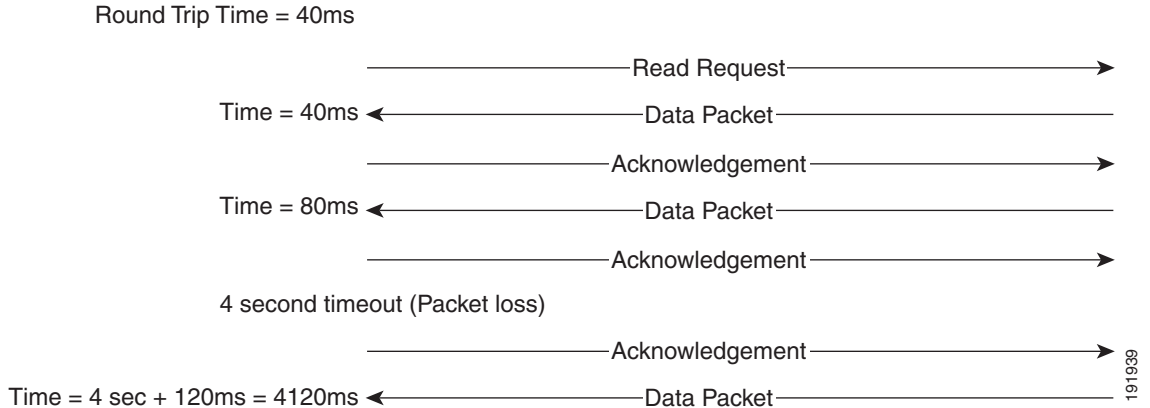 Round Trip Time = 40ms
Read Request
Time = 40ms Data Packet
Acknowledgement
Time = 80ms Data Packet
Acknowledgement
4 second timeout (Packet loss)
Acknowledgement
Time = 4 sec + 120ms = 4120ms Data Packet
191939